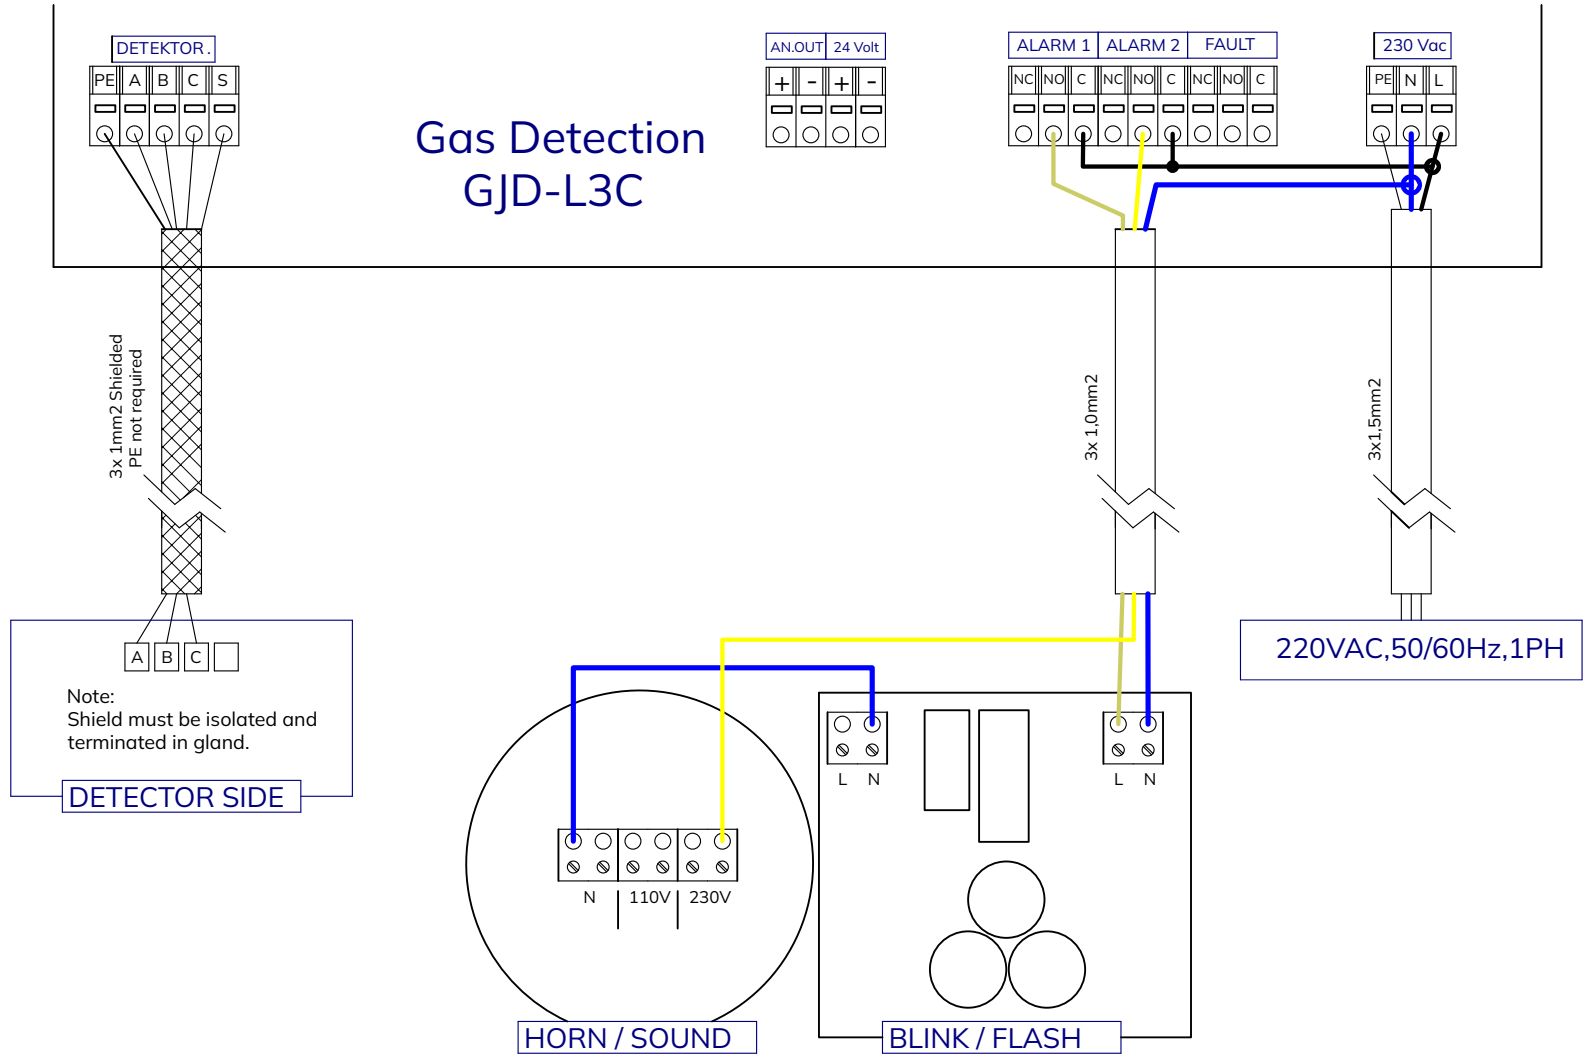 DETEKTOR .
PE A B C S
Gas Detection
GJD-L3C
AN.OUT 24 Volt
+ - + -
ALARM 1 ALARM 2 FAULT
NC NO C NC NO C NC NO C
230 Vac
PE N L
3x 1mm2 Shielded
PE not required
3x 1,0mm2
3x1,5mm2
A B C
Note:
Shield must be isolated and
terminated in gland.
DETECTOR SIDE
220VAC,50/60Hz,1PH
L N
L N
N 110V 230V
HORN / SOUND
BLINK / FLASH